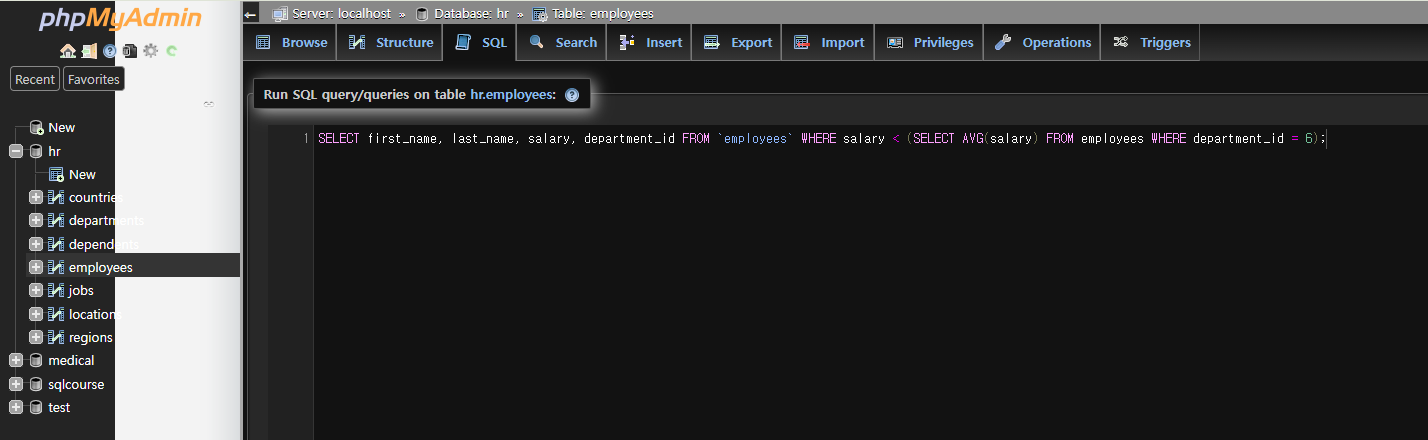 phpMyAdmin
Recent Favorites
New
hr
New
countries
departments
dependents
employees
jobs
locations
regions
medical
sqlcourse
test
Server: localhost » Database: hr » Table: employees
Browse Structure SQL Search Insert Export Import Privileges Operations Triggers
Run SQL query/queries on table hr.employees:
1 SELECT first_name, last_name, salary, department_id FROM `employees` WHERE salary < (SELECT AVG(salary) FROM employees WHERE department_id = 6);